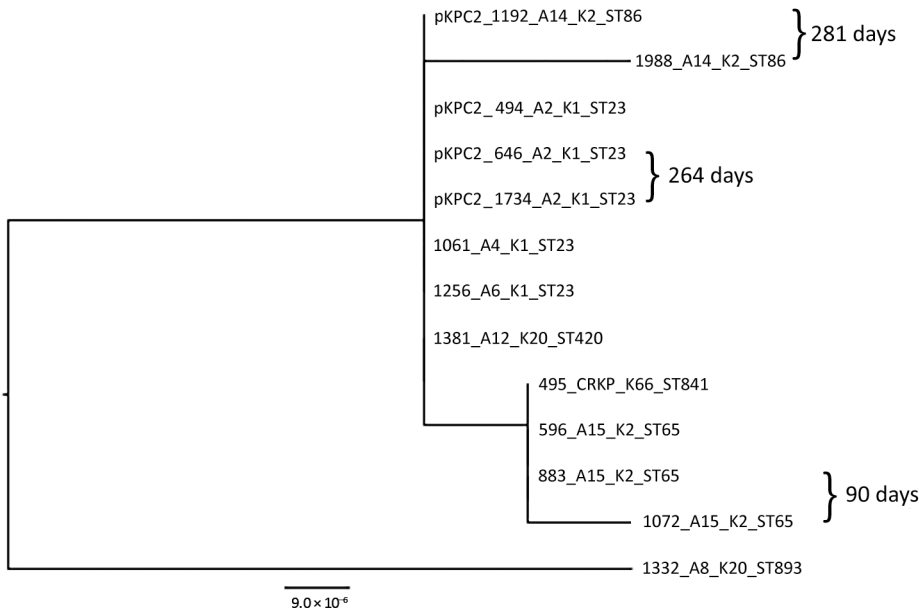 pKPC2_1192_A14_K2_ST86
281 days
1988_A14_K2_ST86
pKPC2_494_A2_K1_ST23
pKPC2_646_A2_K1_ST23
264 days
pKPC2_1734_A2_K1_ST23
1061_A4_K1_ST23
1256_A6_K1_ST23
1381_A12_K20_ST420
495_CRKP_K66_ST841
596_A15_K2_ST65
883_A15_K2_ST65
90 days
1072_A15_K2_ST65
1332_A8_K20_ST893
9.0 × 10⁻⁶